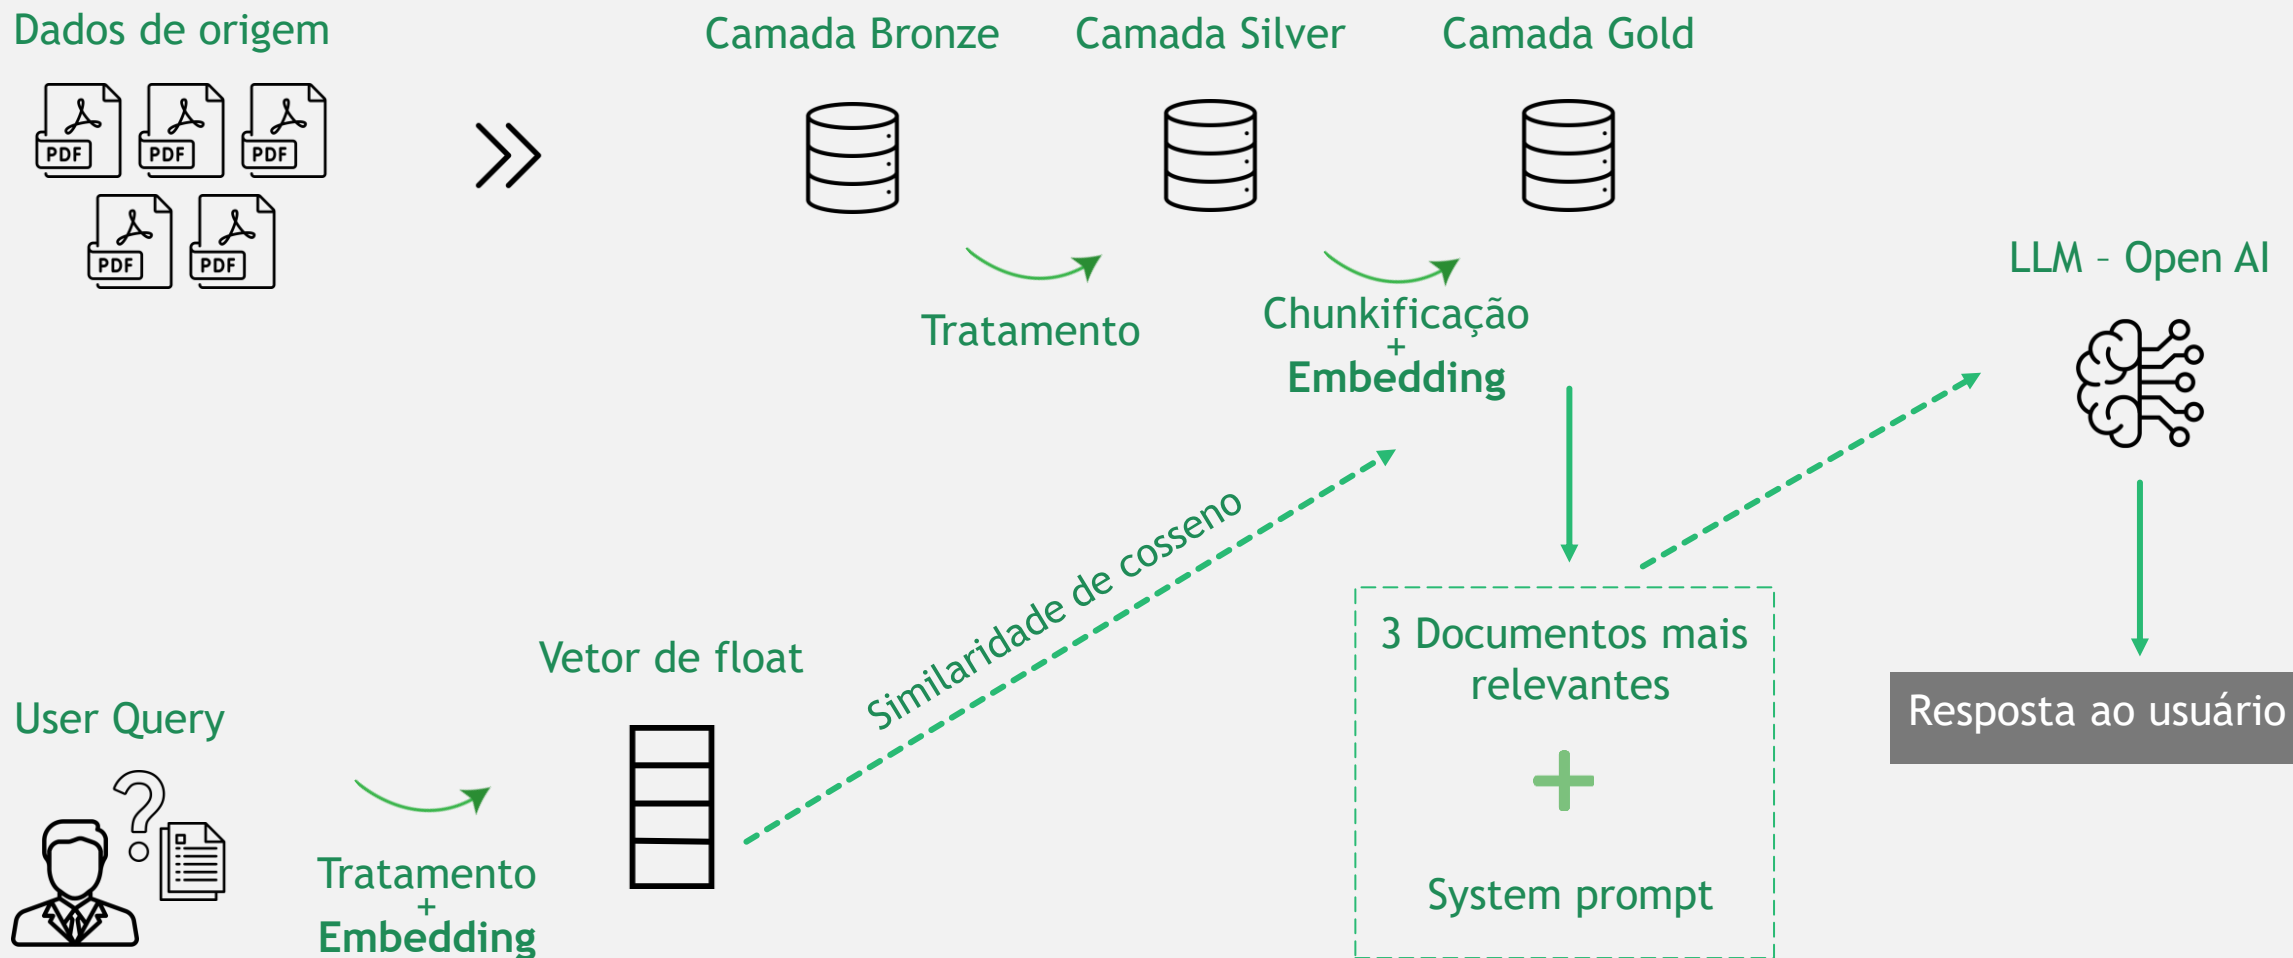 Dados de origem
Camada Bronze
Camada Silver
Camada Gold
PDF
PDF
PDF
PDF
PDF
Tratamento
Chunkificação
+
Embedding
LLM – Open AI
Similaridade de cosseno
3 Documentos mais
relevantes
+
System prompt
Resposta ao usuário
Vetor de float
User Query
?
Tratamento
+
Embedding